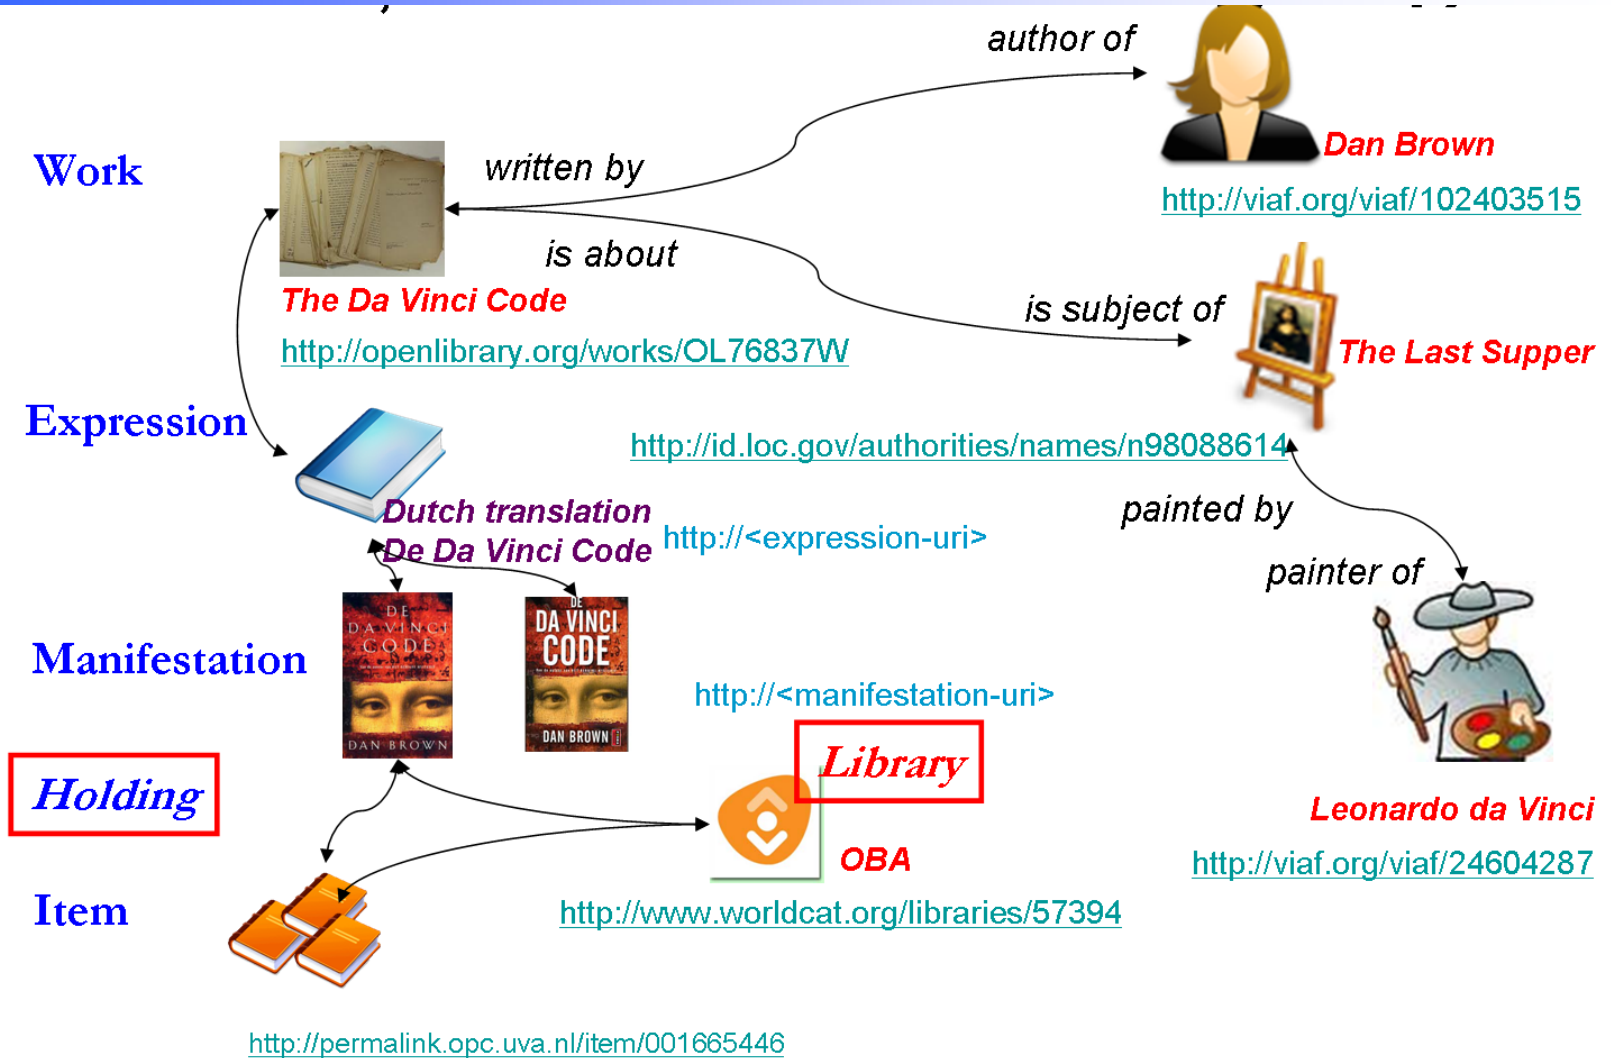 author of
Dan Brown
http://viaf.org/viaf/102403515
Work
written by
is about
The Da Vinci Code
http://openlibrary.org/works/OL76837W
is subject of
The Last Supper
Expression
http://id.loc.gov/authorities/names/n98088614
Dutch translation
De Da Vinci Code
http://<expression-uri>
painted by
painter of
Manifestation
DE
DA VINCI
CODE
DAN BROWN
DE
DA VINCI
CODE
DAN BROWN
http://<manifestation-uri>
Holding
Library
OBA
http://www.worldcat.org/libraries/57394
Leonardo da Vinci
http://viaf.org/viaf/24604287
Item
http://permalink.opc.uva.nl/item/001665446